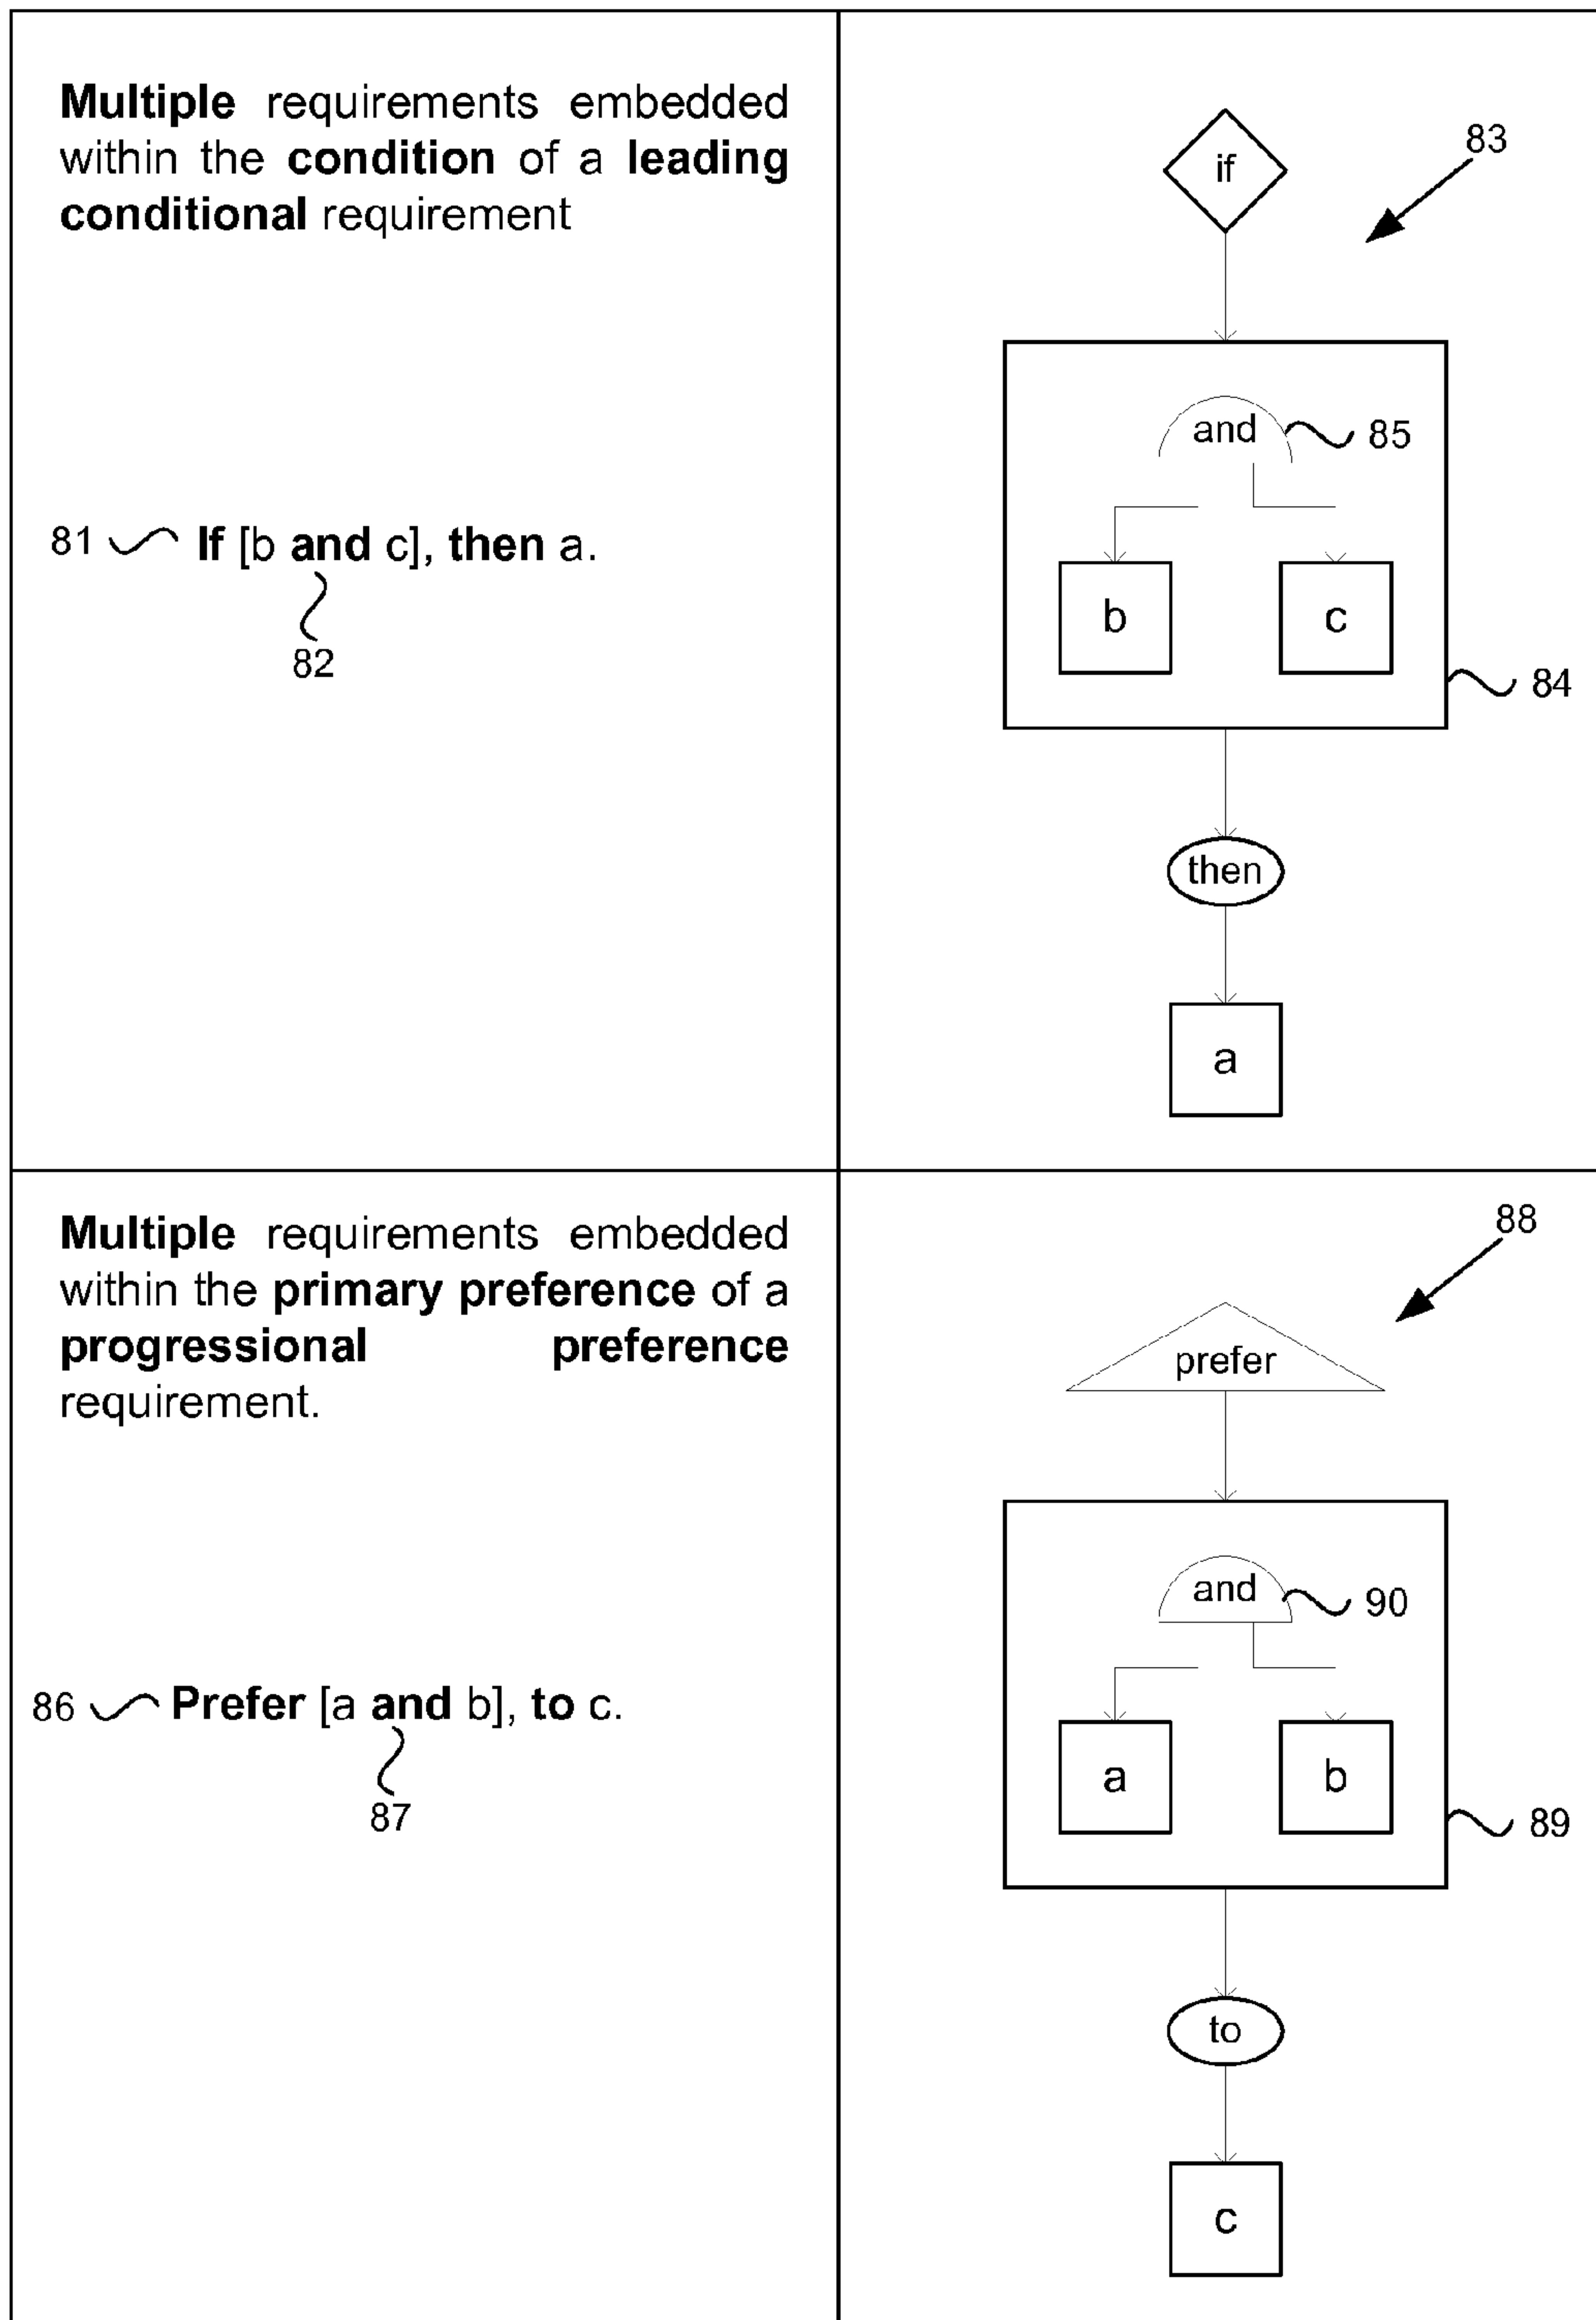 Multiple requirements embedded
within the condition of a leading
conditional requirement
81 If [b and c], then a.
82
if
83
and
85
b
c
84
then
a
Multiple requirements embedded
within the primary preference of a
progressional preference
requirement.
86 Prefer [a and b], to c.
87
88
prefer
and
90
a
b
89
to
c